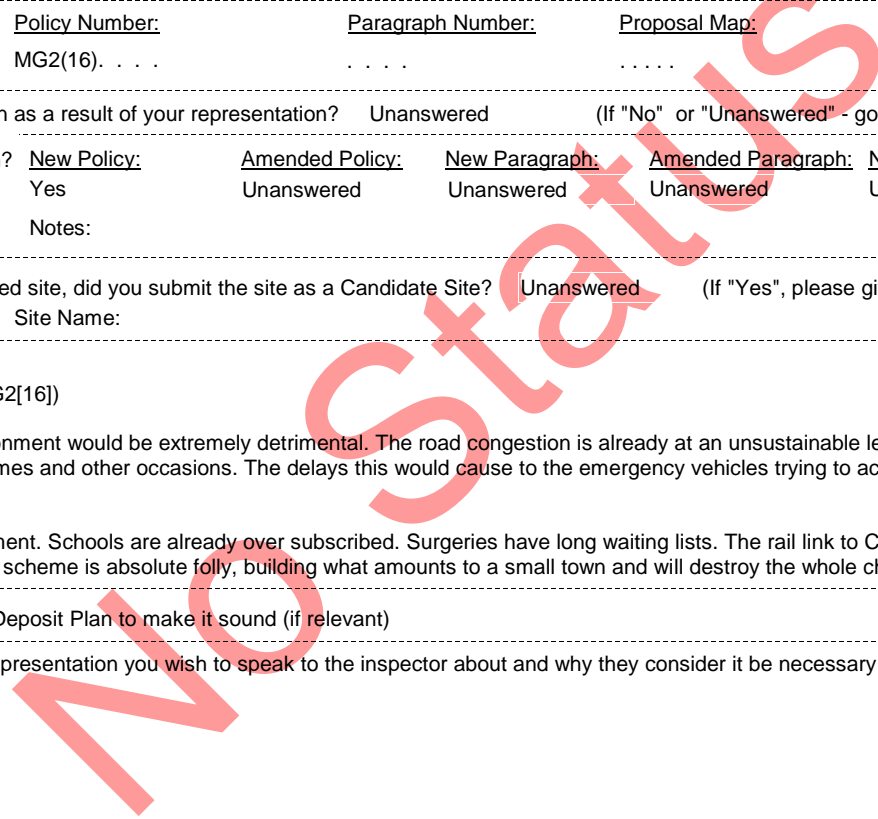 Policy Number: Paragraph Number: Proposal Map:
MG2(16). . . . . . . . . . . . .
n as a result of your representation? Unanswered (If "No" or "Unanswered" - go
? New Policy: Amended Policy: New Paragraph: Amended Paragraph: N
Yes Unanswered Unanswered Unanswered U
Notes:
ed site, did you submit the site as a Candidate Site? Unanswered (If "Yes", please gi
Site Name:
G2[16])
onment would be extremely detrimental. The road congestion is already at an unsustainable le
mes and other occasions. The delays this would cause to the emergency vehicles trying to ac
nent. Schools are already over subscribed. Surgeries have long waiting lists. The rail link to C
scheme is absolute folly, building what amounts to a small town and will destroy the whole ch
Deposit Plan to make it sound (if relevant)
presentation you wish to speak to the inspector about and why they consider it be necessary
No Status